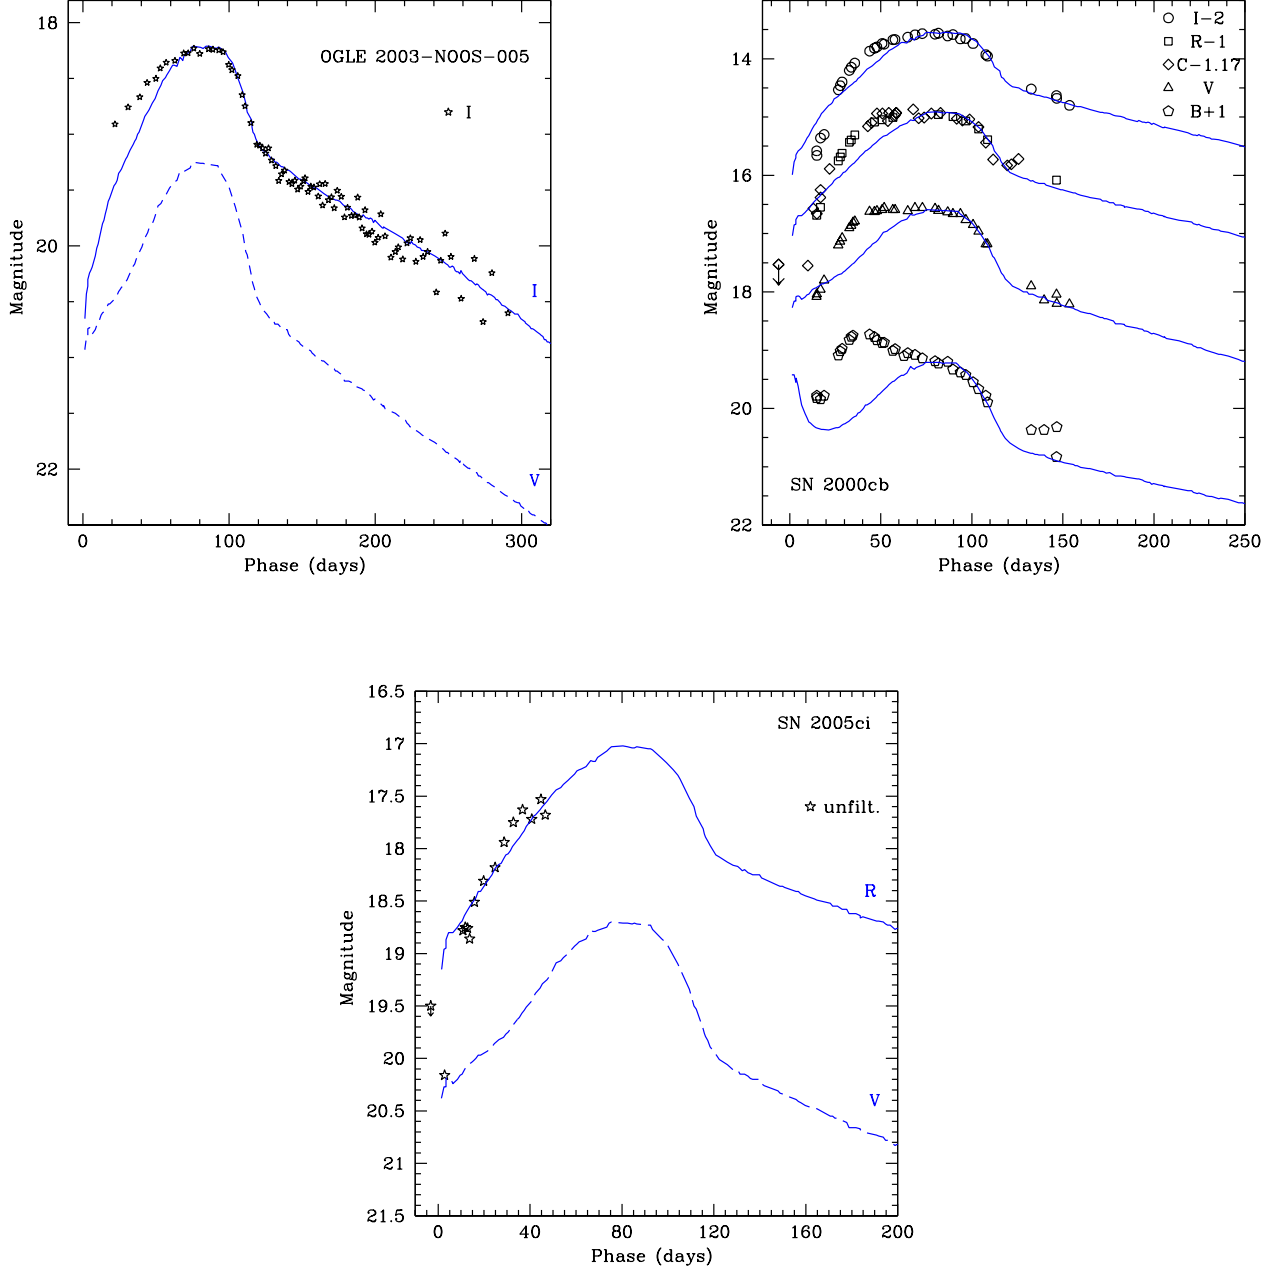 OGLE 2003-NOOS-005
I
I
V
18
20
22
Magnitude
0 100 200 300
Phase (days)
I-2
R-1
C-1.17
V
B+1
SN 2000cb
14
16
18
20
22
Magnitude
0 50 100 150 200 250
Phase (days)
SN 2005ci
unfilt.
R
V
16.5
17
17.5
18
18.5
19
19.5
20
20.5
21
21.5
Magnitude
0 40 80 120 160 200
Phase (days)